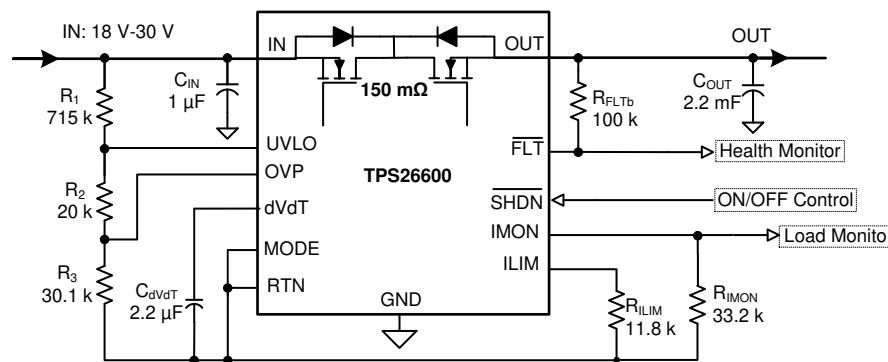 IN: 18 V-30 V
IN
OUT
OUT
CIN
1 µF
150 mΩ
R1
715 k
RFLTb
100 k
COUT
2.2 mF
UVLO
FLT
Health Monitor
OVP
TPS26600
R2
20 k
dVdT
SHDN
ON/OFF Control
IMON
Load Monito
MODE
ILIM
R3
30.1 k
CdVdT
2.2 µF
RTN
GND
RILIM
11.8 k
RIMON
33.2 k